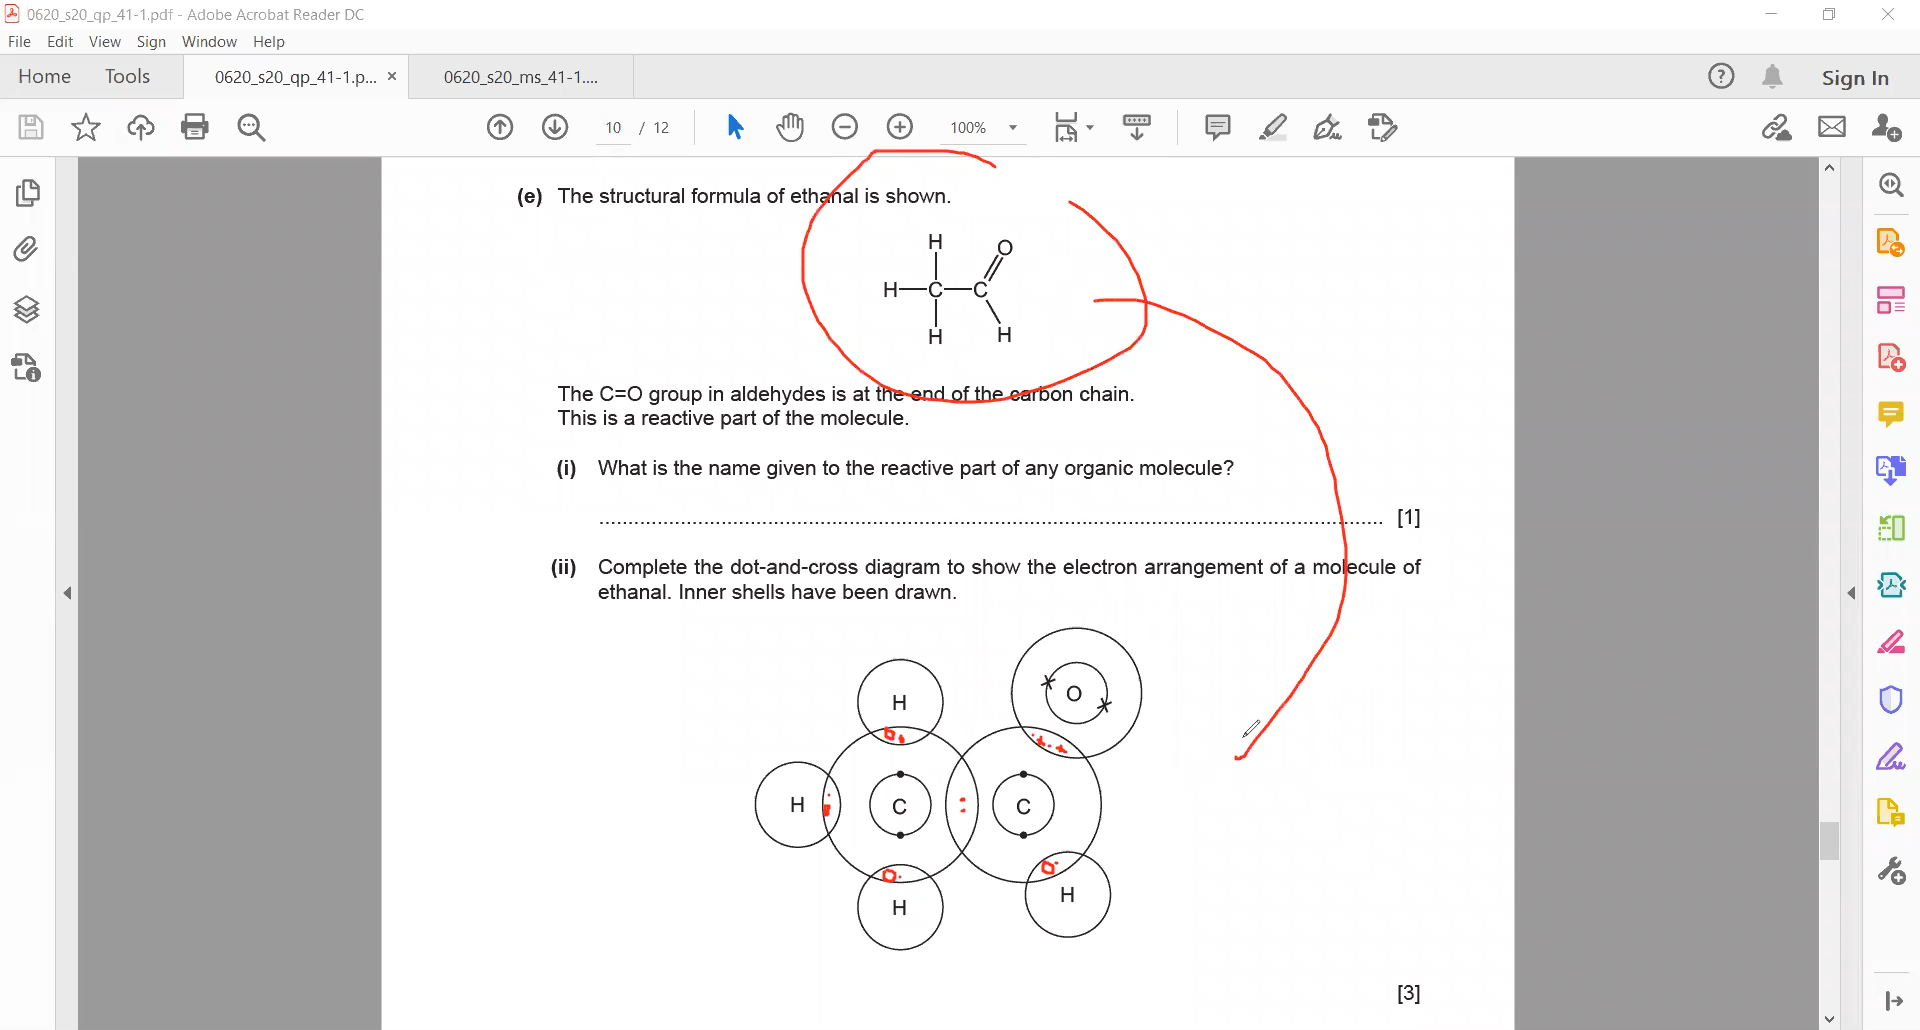 0620_s20_qp_41-1.pdf - Adobe Acrobat Reader DC
File Edit View Sign Window Help
Home Tools 0620_s20_qp_41-1.p... × 0620_s20_ms_41-1.... Sign In
10 / 12 100%
(e) The structural formula of ethanal is shown.
H O
H C C
H H
The C=O group in aldehydes is at the end of the carbon chain.
This is a reactive part of the molecule.
(i) What is the name given to the reactive part of any organic molecule?
.......... [1]
(ii) Complete the dot-and-cross diagram to show the electron arrangement of a molecule of
ethanal. Inner shells have been drawn.
H O
H C C
H H
[3]